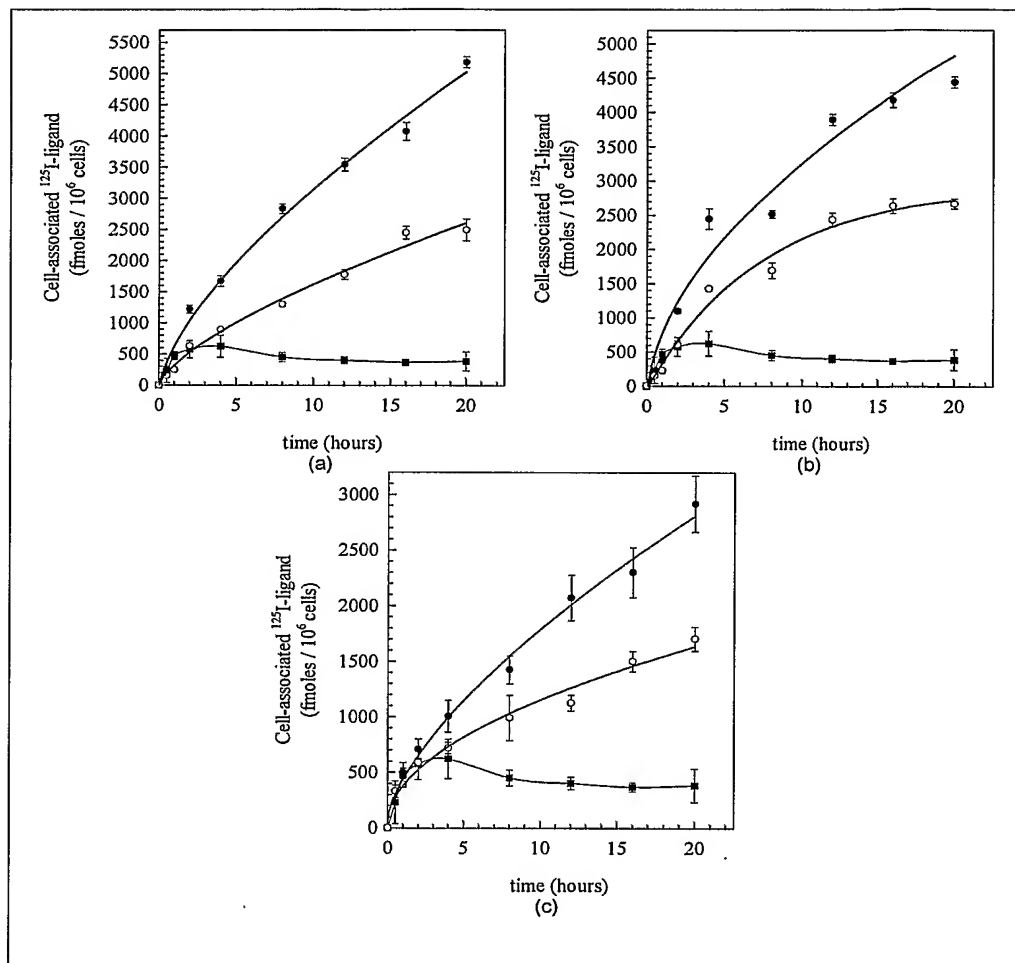 5500
5000
4500
4000
3500
3000
2500
2000
1500
1000
500
0
Cell-associated ¹²⁵I-ligand
(fmoles / 10⁶ cells)
0 5 10 15 20
time (hours)
(a)
5000
4500
4000
3500
3000
2500
2000
1500
1000
500
0
Cell-associated ¹²⁵I-ligand
(fmoles / 10⁶ cells)
0 5 10 15 20
time (hours)
(b)
3000
2500
2000
1500
1000
500
0
Cell-associated ¹²⁵I-ligand
(fmoles / 10⁶ cells)
0 5 10 15 20
time (hours)
(c)